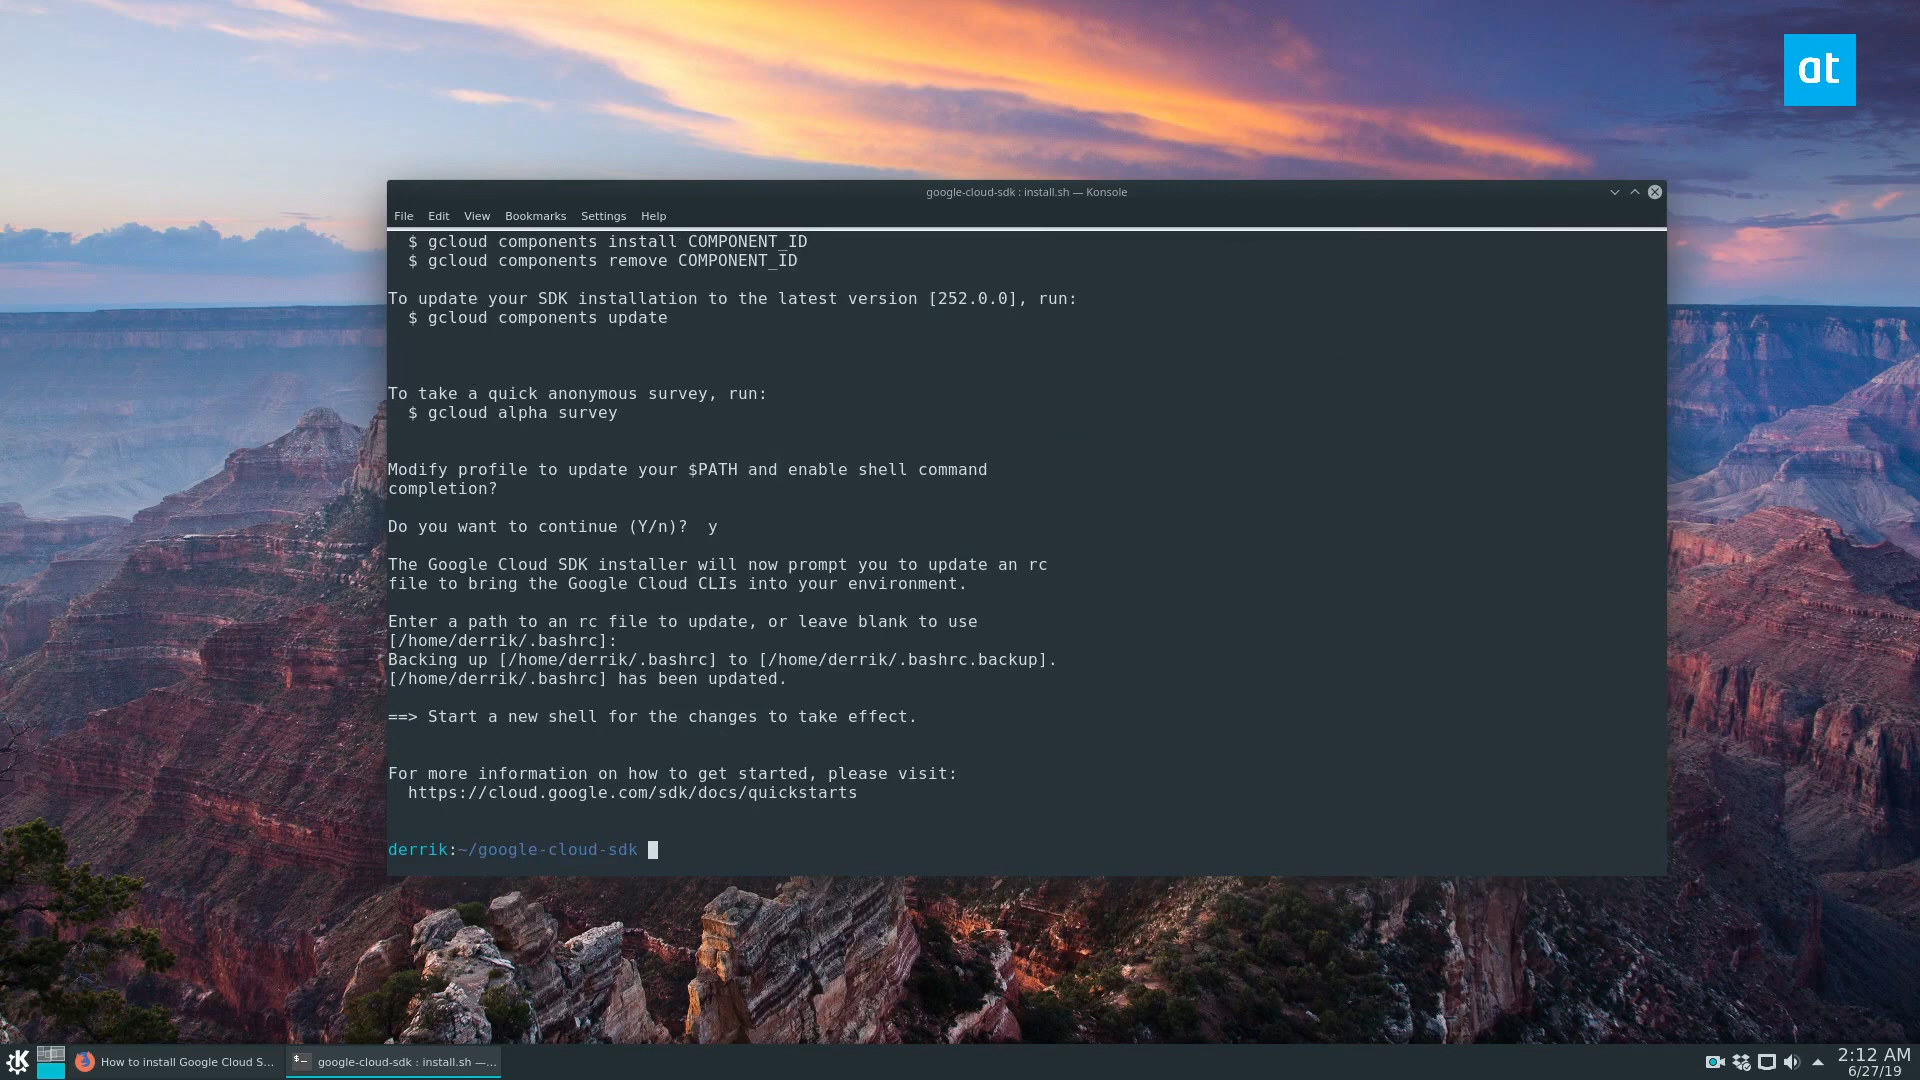 at
google-cloud-sdk : install.sh — Konsole
File Edit View Bookmarks Settings Help
$ gcloud components install COMPONENT_ID
$ gcloud components remove COMPONENT_ID
To update your SDK installation to the latest version [252.0.0], run:
$ gcloud components update
To take a quick anonymous survey, run:
$ gcloud alpha survey
Modify profile to update your $PATH and enable shell command
completion?
Do you want to continue (Y/n)?  y
The Google Cloud SDK installer will now prompt you to update an rc
file to bring the Google Cloud CLIs into your environment.
Enter a path to an rc file to update, or leave blank to use
[/home/derrik/.bashrc]:
Backing up [/home/derrik/.bashrc] to [/home/derrik/.bashrc.backup].
[/home/derrik/.bashrc] has been updated.
==> Start a new shell for the changes to take effect.
For more information on how to get started, please visit:
https://cloud.google.com/sdk/docs/quickstarts
derrik:~/google-cloud-sdk
How to install Google Cloud S...
google-cloud-sdk : install.sh —...
2:12 AM
6/27/19